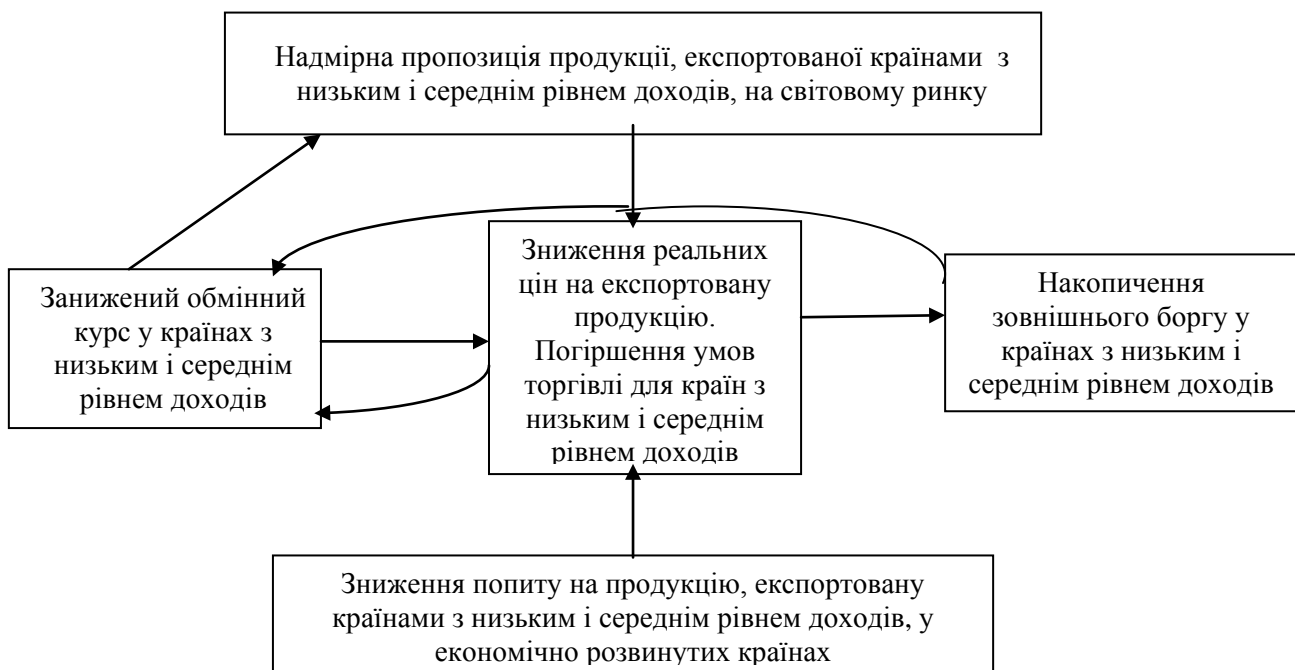 Надмірна пропозиція продукції, експортованої країнами з
низьким і середнім рівнем доходів, на світовому ринку
Занижений обмінний
курс у країнах з
низьким і середнім
рівнем доходів
Зниження реальних
цін на експортовану
продукцію.
Погіршення умов
торгівлі для країн з
низьким і середнім
рівнем доходів
Накопичення
зовнішнього боргу у
країнах з низьким і
середнім рівнем доходів
Зниження попиту на продукцію, експортовану
країнами з низьким і середнім рівнем доходів, у
економічно розвинутих країнах